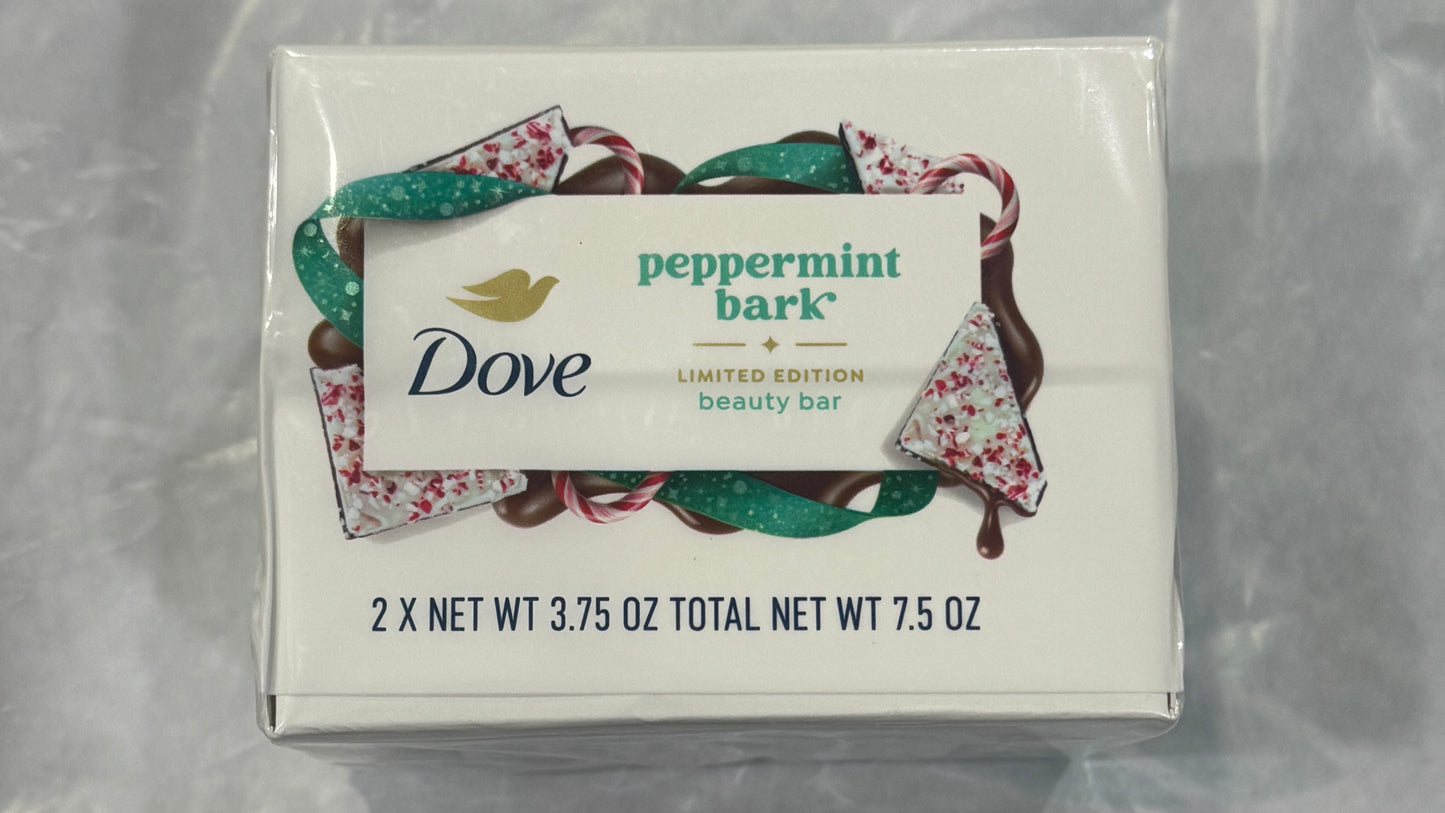 Dove
peppermint
bark
LIMITED EDITION
beauty bar
2 X NET WT 3.75 OZ TOTAL NET WT 7.5 OZ